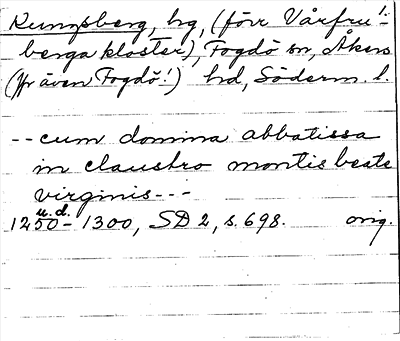 Kungsberg, hg, (förr Vårfru!-
berga kloster), Fogdö sn, Åkers
(Jfr även Fogdö!) hd, Söderm. l.
-- cum domina abbatissa
in claustro montis beate
virginis ---
u. d.
1250-1300, SD 2, s. 698. orig.